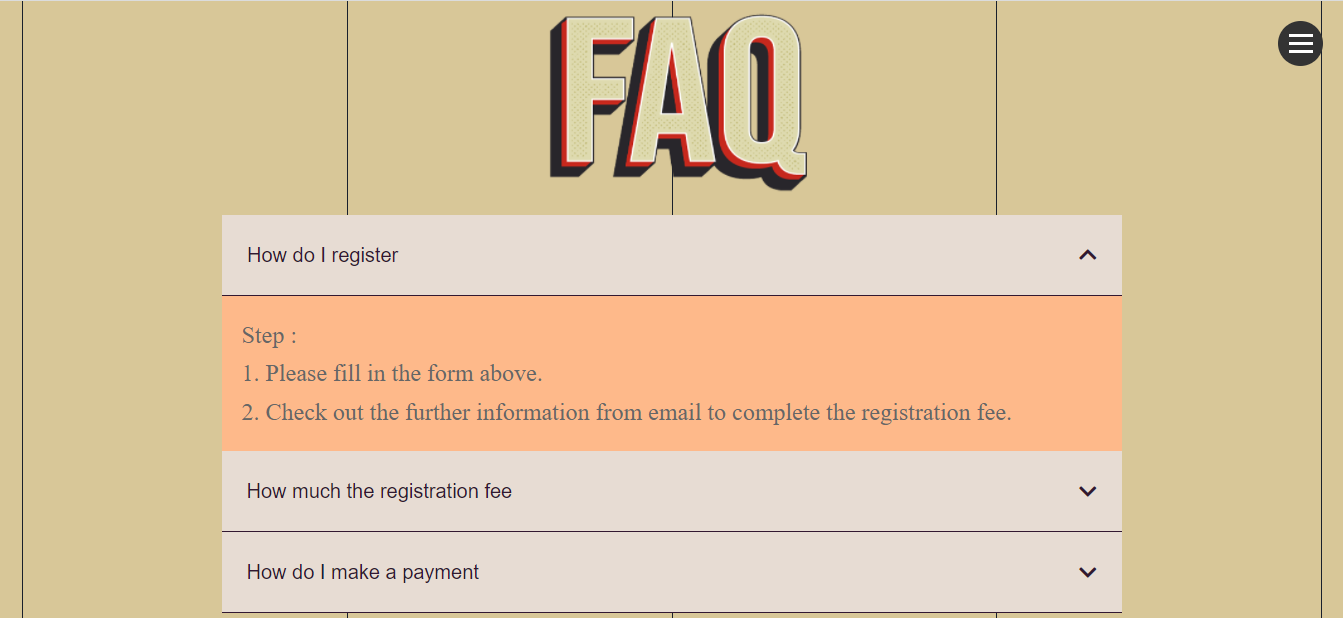 FAQ
How do I register
Step :
1. Please fill in the form above.
2. Check out the further information from email to complete the registration fee.
How much the registration fee
How do I make a payment